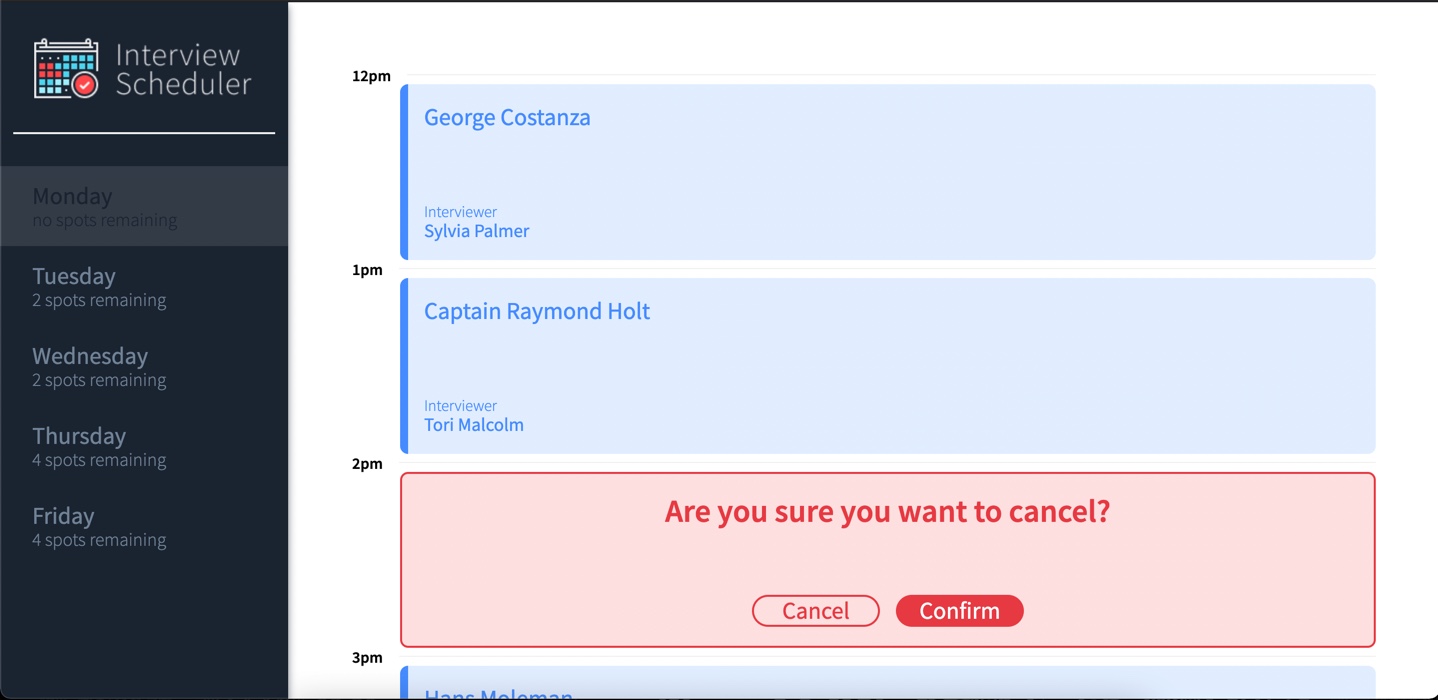 Interview
Scheduler
Monday
no spots remaining
Tuesday
2 spots remaining
Wednesday
2 spots remaining
Thursday
4 spots remaining
Friday
4 spots remaining
12pm
George Costanza
Interviewer
Sylvia Palmer
1pm
Captain Raymond Holt
Interviewer
Tori Malcolm
2pm
Are you sure you want to cancel?
Cancel
Confirm
3pm
Hans Moleman